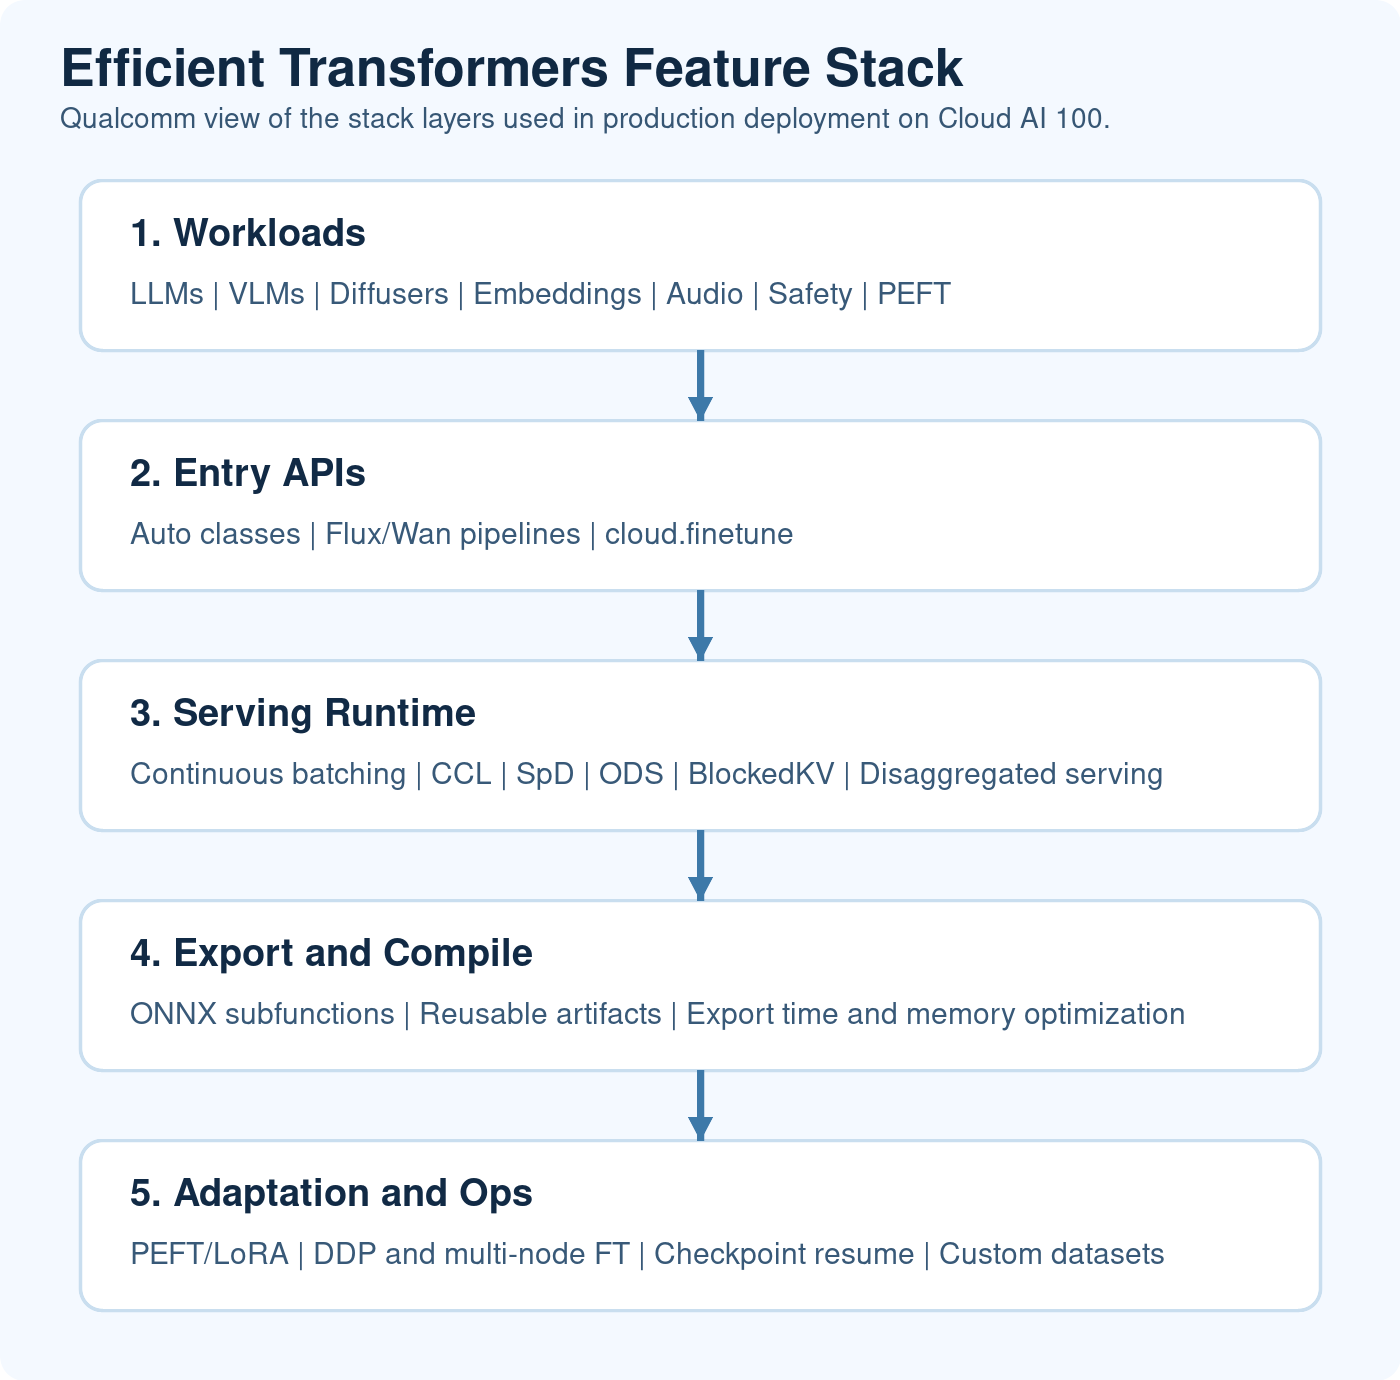 Efficient Transformers Feature Stack
Qualcomm view of the stack layers used in production deployment on Cloud AI 100.
1. Workloads
LLMs | VLMs | Diffusers | Embeddings | Audio | Safety | PEFT
2. Entry APIs
Auto classes | Flux/Wan pipelines | cloud.finetune
3. Serving Runtime
Continuous batching | CCL | SpD | ODS | BlockedKV | Disaggregated serving
4. Export and Compile
ONNX subfunctions | Reusable artifacts | Export time and memory optimization
5. Adaptation and Ops
PEFT/LoRA | DDP and multi-node FT | Checkpoint resume | Custom datasets